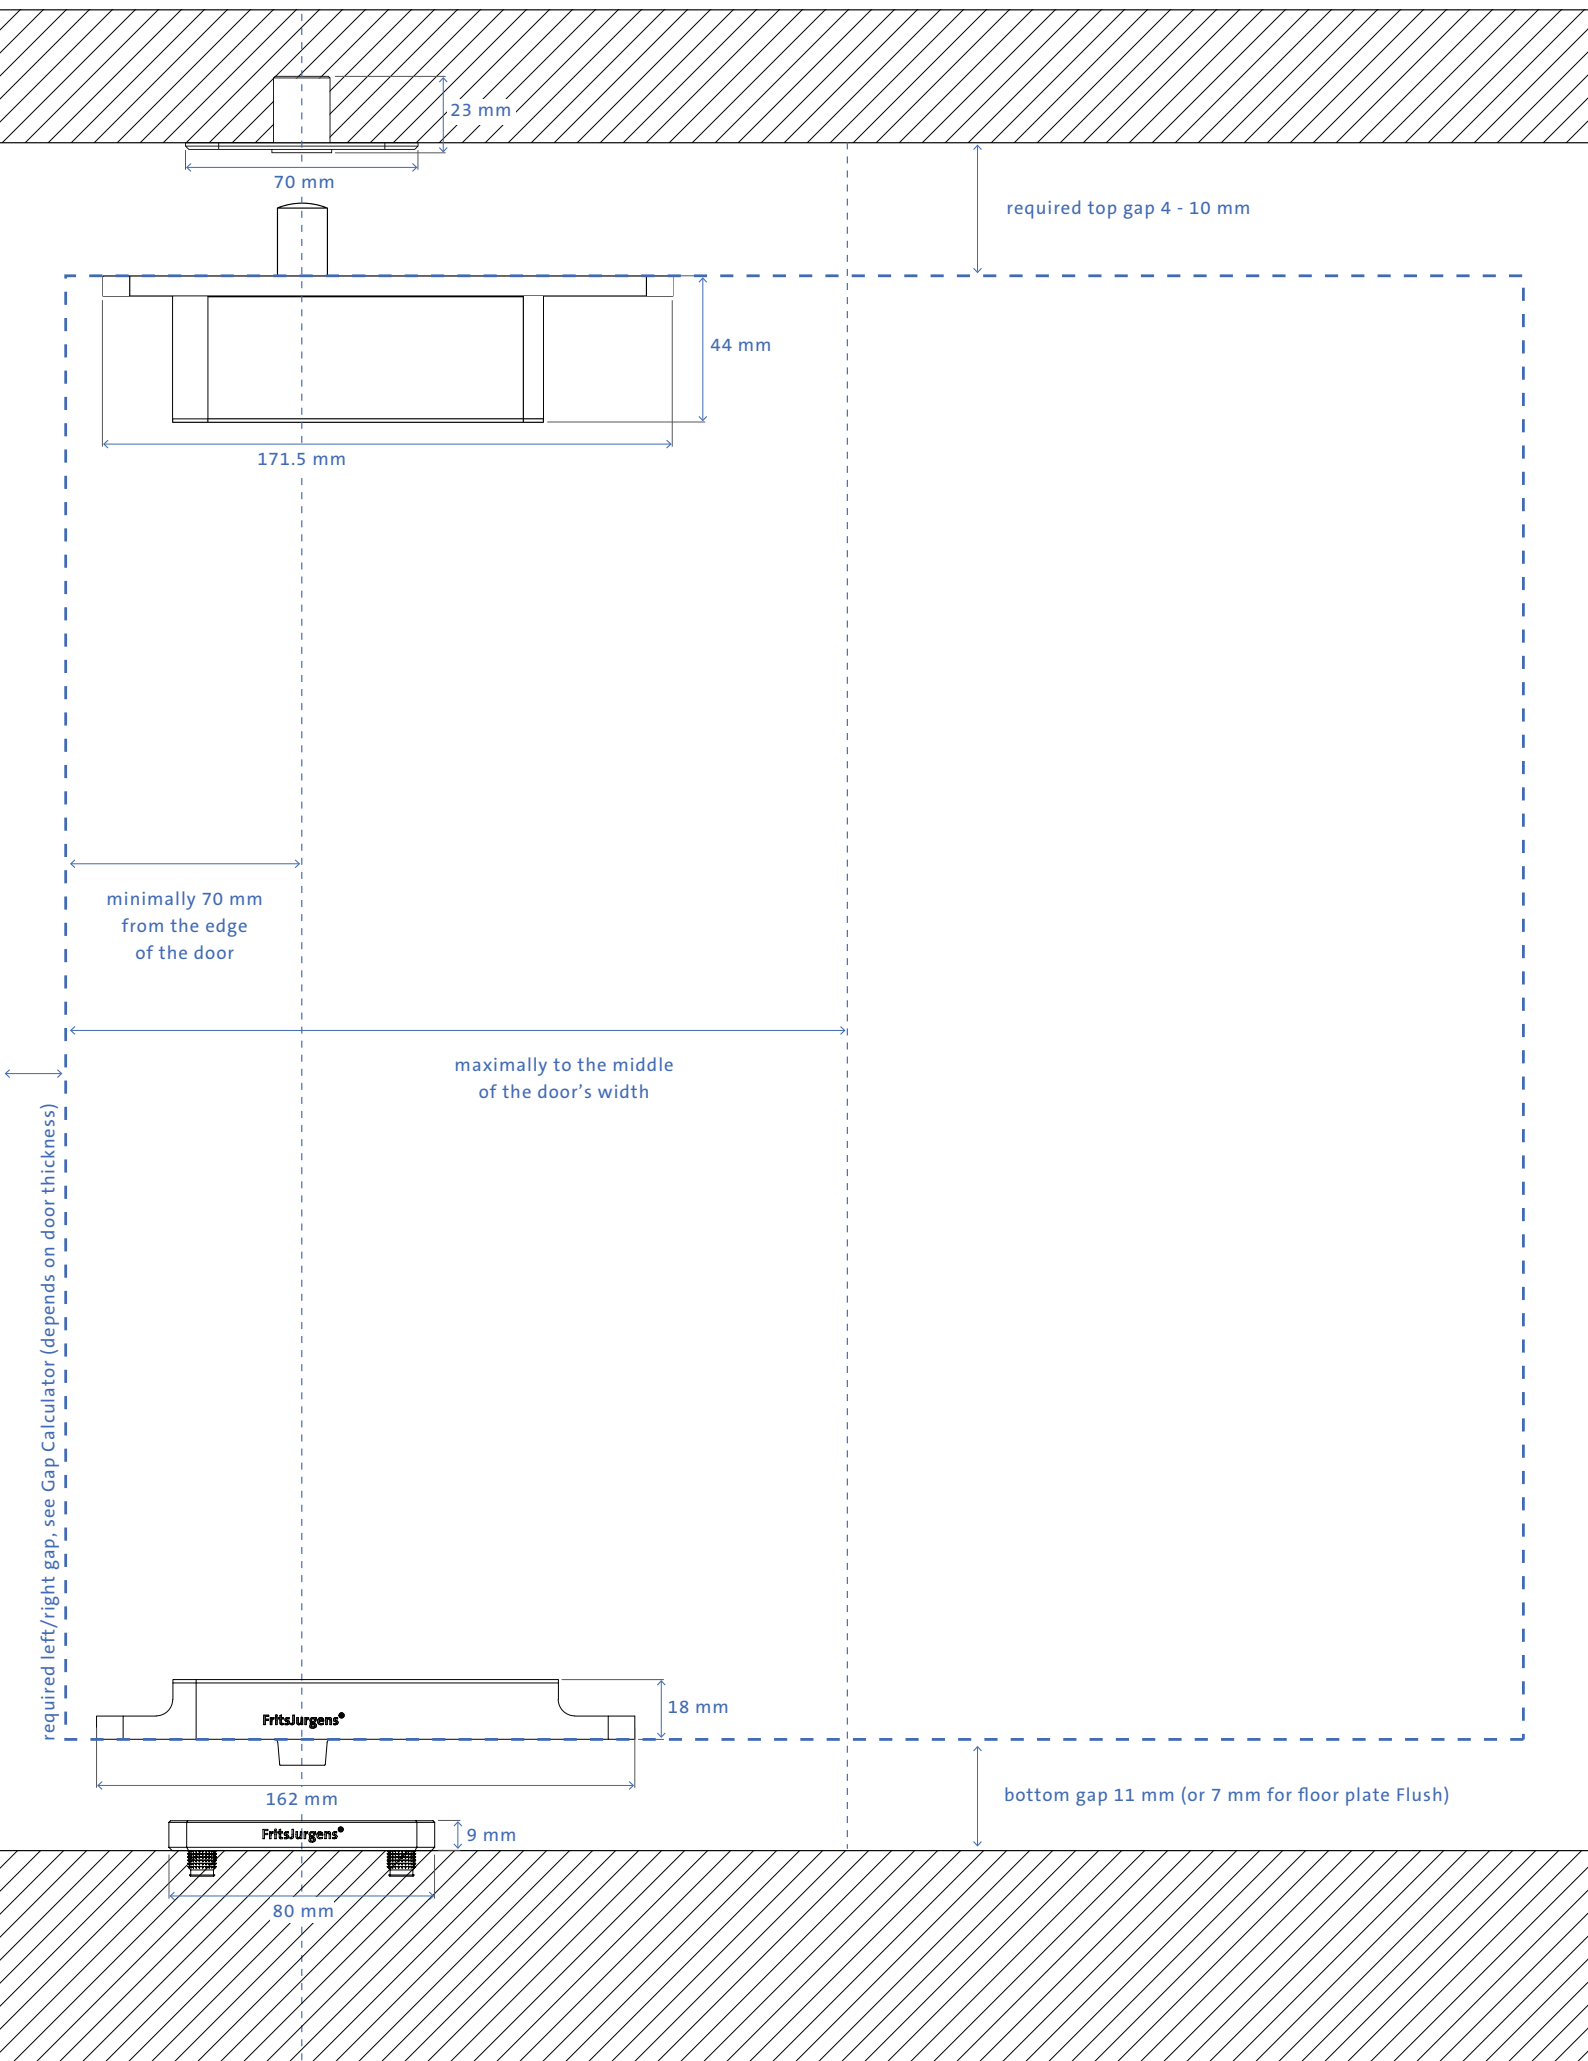 23 mm
70 mm
required top gap 4 - 10 mm
44 mm
171.5 mm
minimally 70 mm
from the edge
of the door
maximally to the middle
of the door’s width
required left/right gap, see Gap Calculator (depends on door thickness)
FritsJurgens®
18 mm
162 mm
bottom gap 11 mm (or 7 mm for floor plate Flush)
FritsJurgens®
9 mm
80 mm